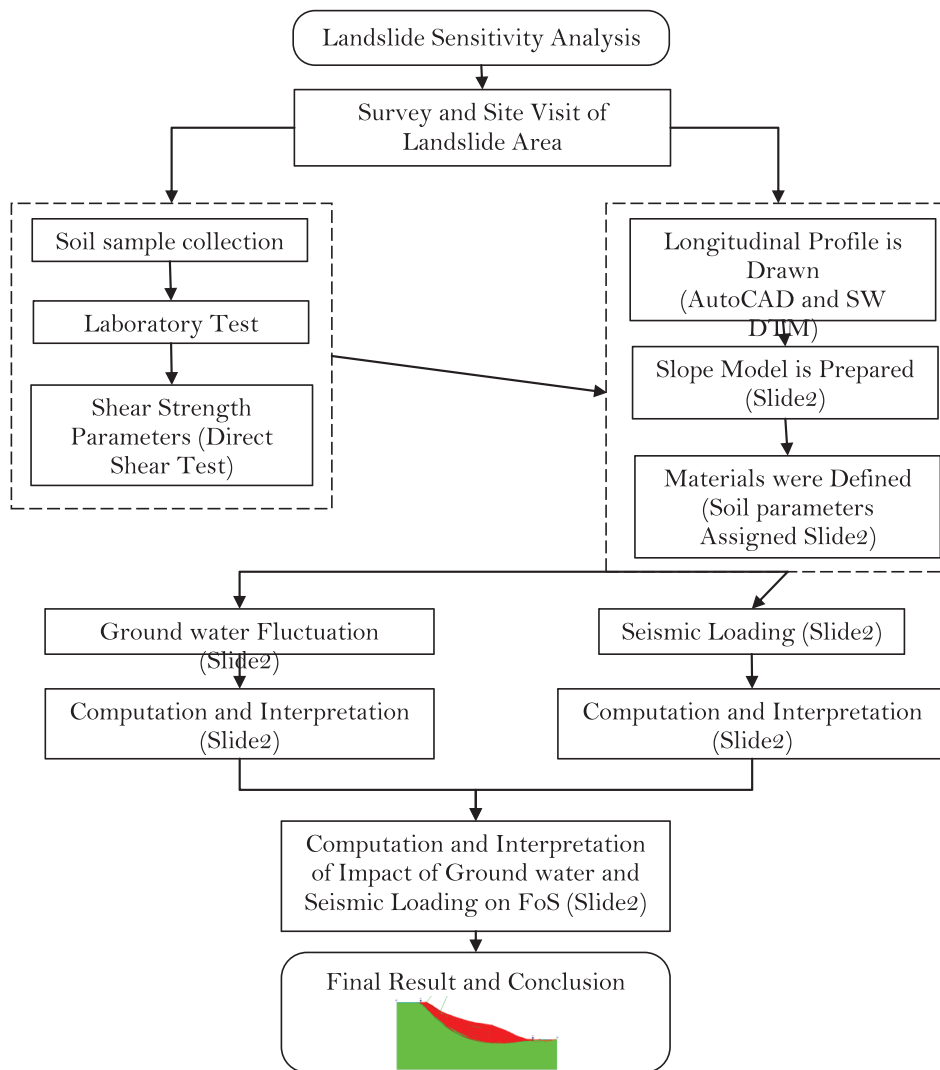 Landslide Sensitivity Analysis
Survey and Site Visit of
Landslide Area
Soil sample collection
Laboratory Test
Shear Strength
Parameters (Direct
Shear Test)
Longitudinal Profile is
Drawn
(AutoCAD and SW
DTM)
Slope Model is Prepared
(Slide2)
Materials were Defined
(Soil parameters
Assigned Slide2)
Ground water Fluctuation
(Slide2)
Computation and Interpretation
(Slide2)
Seismic Loading (Slide2)
Computation and Interpretation
(Slide2)
Computation and Interpretation
of Impact of Ground water and
Seismic Loading on FoS (Slide2)
Final Result and Conclusion